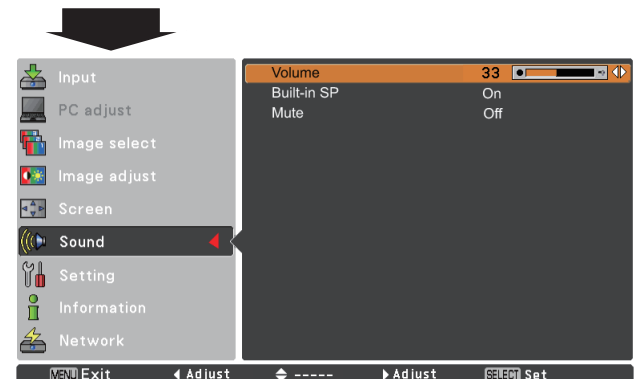 Input
PC adjust
Image select
Image adjust
Screen
Sound
Setting
Information
Network
Volume 33
Built-in SP On
Mute Off
MENU Exit ◀ Adjust ◆ ----- ▶ Adjust SELECT Set